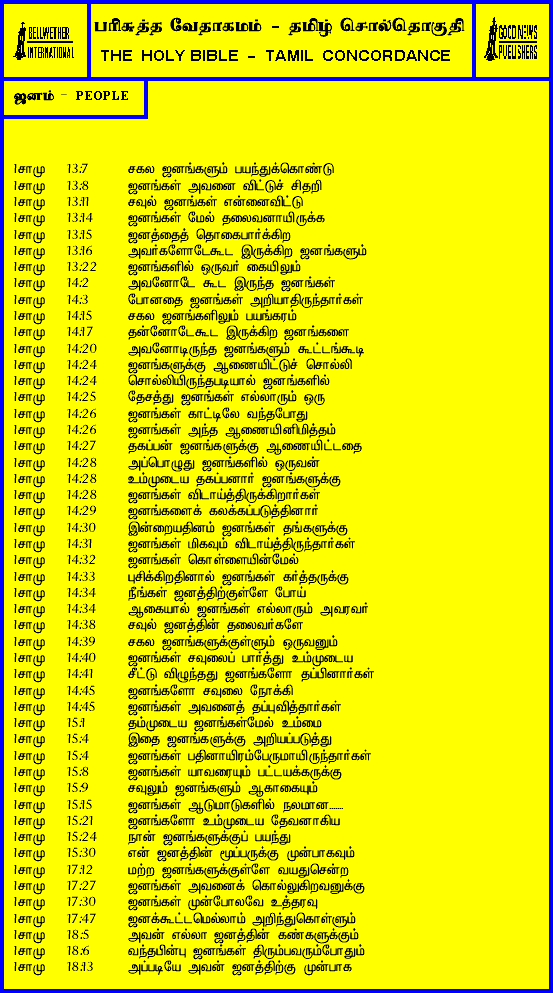 BELLWETHER
INTERNATIONAL
பரிசுத்த வேதாகமம் - தமிழ் சொல்தொகுதி
THE HOLY BIBLE - TAMIL CONCORDANCE
GOOD NEWS
PUBLISHERS
ஜனம் - PEOPLE
1சாமு 13:7 சகல ஜனங்களும் பயந்துக்கொண்டு
1சாமு 13:8 ஜனங்கள் அவனை விட்டுச் சிதறி
1சாமு 13:11 சவுல் ஜனங்கள் என்னைவிட்டு
1சாமு 13:14 ஜனங்கள் மேல் தலைவனாயிருக்க
1சாமு 13:15 ஜனத்தைத் தொகைபார்க்கிற
1சாமு 13:16 அவர்களோடேகூட இருக்கிற ஜனங்களும்
1சாமு 13:22 ஜனங்களில் ஒருவர் கையிலும்
1சாமு 14:2 அவனோடே கூட இருந்த ஜனங்கள்
1சாமு 14:3 போனதை ஜனங்கள் அறியாதிருந்தார்கள்
1சாமு 14:15 சகல ஜனங்களிலும் பயங்கரம்
1சாமு 14:17 தன்னோடேகூட இருக்கிற ஜனங்களை
1சாமு 14:20 அவனோடிருந்த ஜனங்களும் கூட்டங்கூடி
1சாமு 14:24 ஜனங்களுக்கு ஆணையிட்டுச் சொல்லி
1சாமு 14:24 சொல்லியிருந்தபடியால் ஜனங்களில்
1சாமு 14:25 தேசத்து ஜனங்கள் எல்லாரும் ஒரு
1சாமு 14:26 ஜனங்கள் காட்டிலே வந்தபோது
1சாமு 14:26 ஜனங்கள் அந்த ஆணையினிமித்தம்
1சாமு 14:27 தகப்பன் ஜனங்களுக்கு ஆணையிட்டதை
1சாமு 14:28 அப்பொழுது ஜனங்களில் ஒருவன்
1சாமு 14:28 உம்முடைய தகப்பனார் ஜனங்களுக்கு
1சாமு 14:28 ஜனங்கள் விடாய்த்திருக்கிறார்கள்
1சாமு 14:29 ஜனங்களைக் கலக்கப்படுத்தினார்
1சாமு 14:30 இன்றையதினம் ஜனங்கள் தங்களுக்கு
1சாமு 14:31 ஜனங்கள் மிகவும் விடாய்த்திருந்தார்கள்
1சாமு 14:32 ஜனங்கள் கொள்ளையின்மேல்
1சாமு 14:33 புசிக்கிறதினால் ஜனங்கள் கர்த்தருக்கு
1சாமு 14:34 நீங்கள் ஜனத்திற்குள்ளே போய்
1சாமு 14:34 ஆகையால் ஜனங்கள் எல்லாரும் அவரவர்
1சாமு 14:38 சவுல் ஜனத்தின் தலைவர்களே
1சாமு 14:39 சகல ஜனங்களுக்குள்ளும் ஒருவனும்
1சாமு 14:40 ஜனங்கள் சவுலைப் பார்த்து உம்முடைய
1சாமு 14:41 சீட்டு விழுந்தது ஜனங்களோ தப்பினார்கள்
1சாமு 14:45 ஜனங்களோ சவுலை நோக்கி
1சாமு 14:45 ஜனங்கள் அவனைத் தப்புவித்தார்கள்
1சாமு 15:1 தம்முடைய ஜனங்கள்மேல் உம்மை
1சாமு 15:4 இதை ஜனங்களுக்கு அறியப்படுத்து
1சாமு 15:4 ஜனங்கள் பதினாயிரம்பேருமாயிருந்தார்கள்
1சாமு 15:8 ஜனங்கள் யாவரையும் பட்டயக்கருக்கு
1சாமு 15:9 சவுலும் ஜனங்களும் ஆகாகையும்
1சாமு 15:15 ஜனங்கள் ஆடுமாடுகளில் நலமான......
1சாமு 15:21 ஜனங்களோ உம்முடைய தேவனாகிய
1சாமு 15:24 நான் ஜனங்களுக்குப் பயந்து
1சாமு 15:30 என் ஜனத்தின் மூப்பருக்கு முன்பாகவும்
1சாமு 17:12 மற்ற ஜனங்களுக்குள்ளே வயதுசென்ற
1சாமு 17:27 ஜனங்கள் அவனைக் கொல்லுகிறவனுக்கு
1சாமு 17:30 ஜனங்கள் முன்போலவே உத்தரவு
1சாமு 17:47 ஜனக்கூட்டமெல்லாம் அறிந்துகொள்ளும்
1சாமு 18:5 அவன் எல்லா ஜனத்தின் கண்களுக்கும்
1சாமு 18:6 வந்தபின்பு ஜனங்கள் திரும்பவரும்போதும்
1சாமு 18:13 அப்படியே அவன் ஜனத்திற்கு முன்பாக